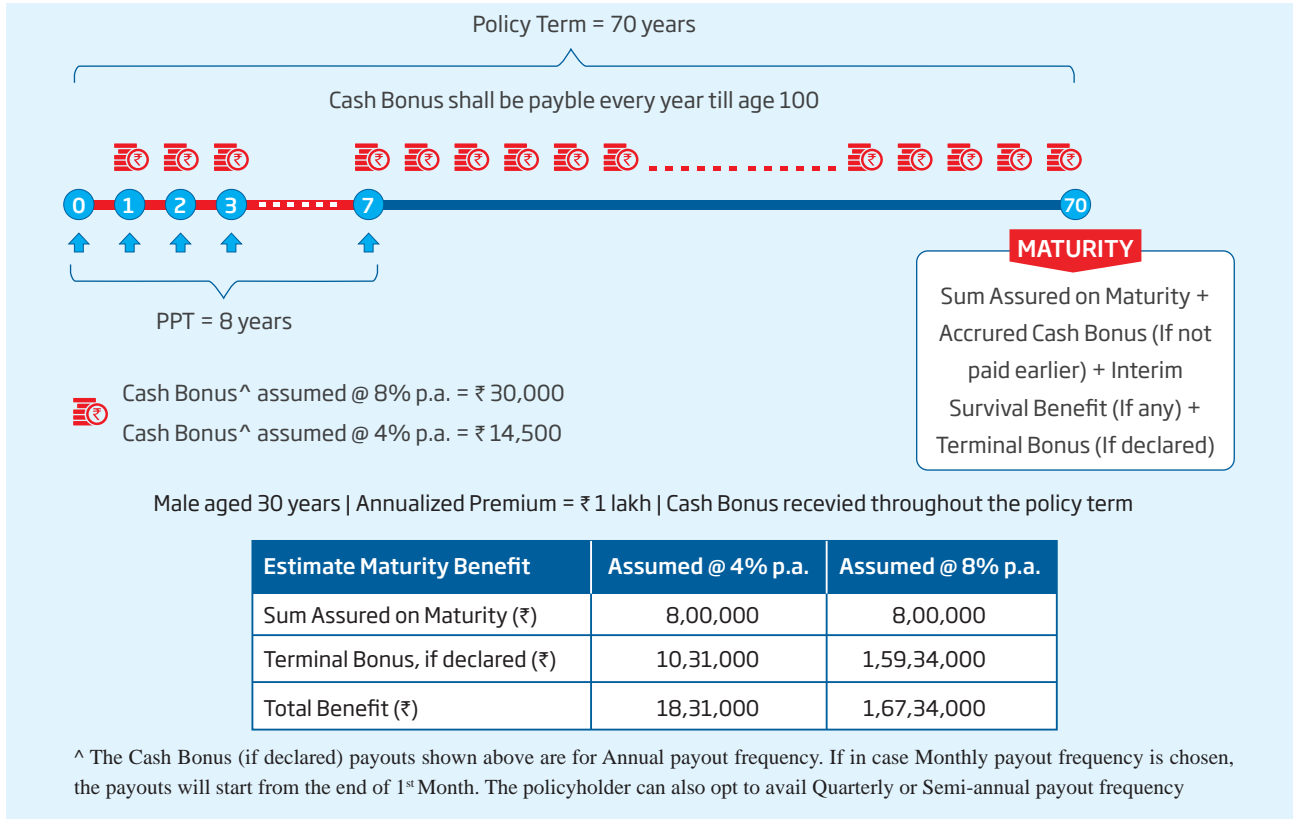 Policy Term = 70 years
Cash Bonus shall be payble every year till age 100
0 1 2 3 7 70
PPT = 8 years
MATURITY
Sum Assured on Maturity +
Accrured Cash Bonus (If not
paid earlier) + Interim
Survival Benefit (If any) +
Terminal Bonus (If declared)
Cash Bonus^ assumed @ 8% p.a. = ₹ 30,000
Cash Bonus^ assumed @ 4% p.a. = ₹ 14,500
Male aged 30 years | Annualized Premium = ₹ 1 lakh | Cash Bonus recevied throughout the policy term
Estimate Maturity Benefit Assumed @ 4% p.a. Assumed @ 8% p.a.
Sum Assured on Maturity (₹) 8,00,000 8,00,000
Terminal Bonus, if declared (₹) 10,31,000 1,59,34,000
Total Benefit (₹) 18,31,000 1,67,34,000
^ The Cash Bonus (if declared) payouts shown above are for Annual payout frequency. If in case Monthly payout frequency is chosen,
the payouts will start from the end of 1st Month. The policyholder can also opt to avail Quarterly or Semi-annual payout frequency